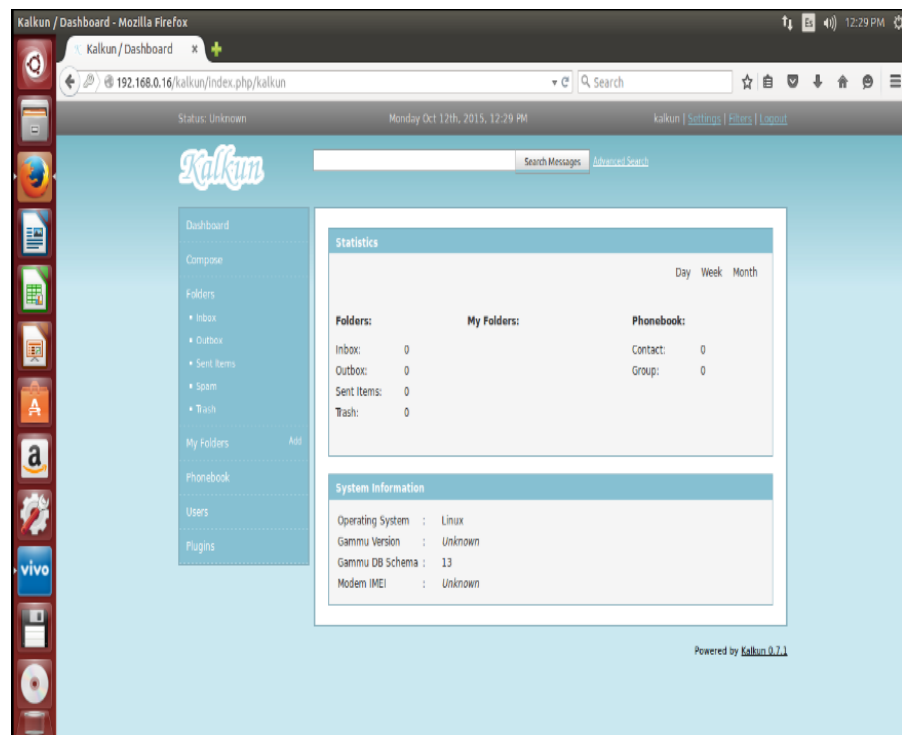 Kalkun / Dashboard - Mozilla Firefox
Es 12:29 PM
Kalkun / Dashboard ×
192.168.0.16/kalkun/index.php/kalkun
Search
Status: Unknown
Monday Oct 12th, 2015, 12:29 PM
kalkun | Settings | Filters | Logout
Kalkun
Search Messages
Advanced Search
Dashboard
Compose
Folders
• Inbox
• Outbox
• Sent Items
• Spam
• Trash
My Folders Add
Phonebook
Users
Plugins
Statistics
Day Week Month
Folders: My Folders: Phonebook:
Inbox: 0 Contact: 0
Outbox: 0 Group: 0
Sent Items: 0
Trash: 0
System Information
Operating System : Linux
Gammu Version : Unknown
Gammu DB Schema : 13
Modem IMEI : Unknown
Powered by Kalkun 0.7.1
A
a
vivo